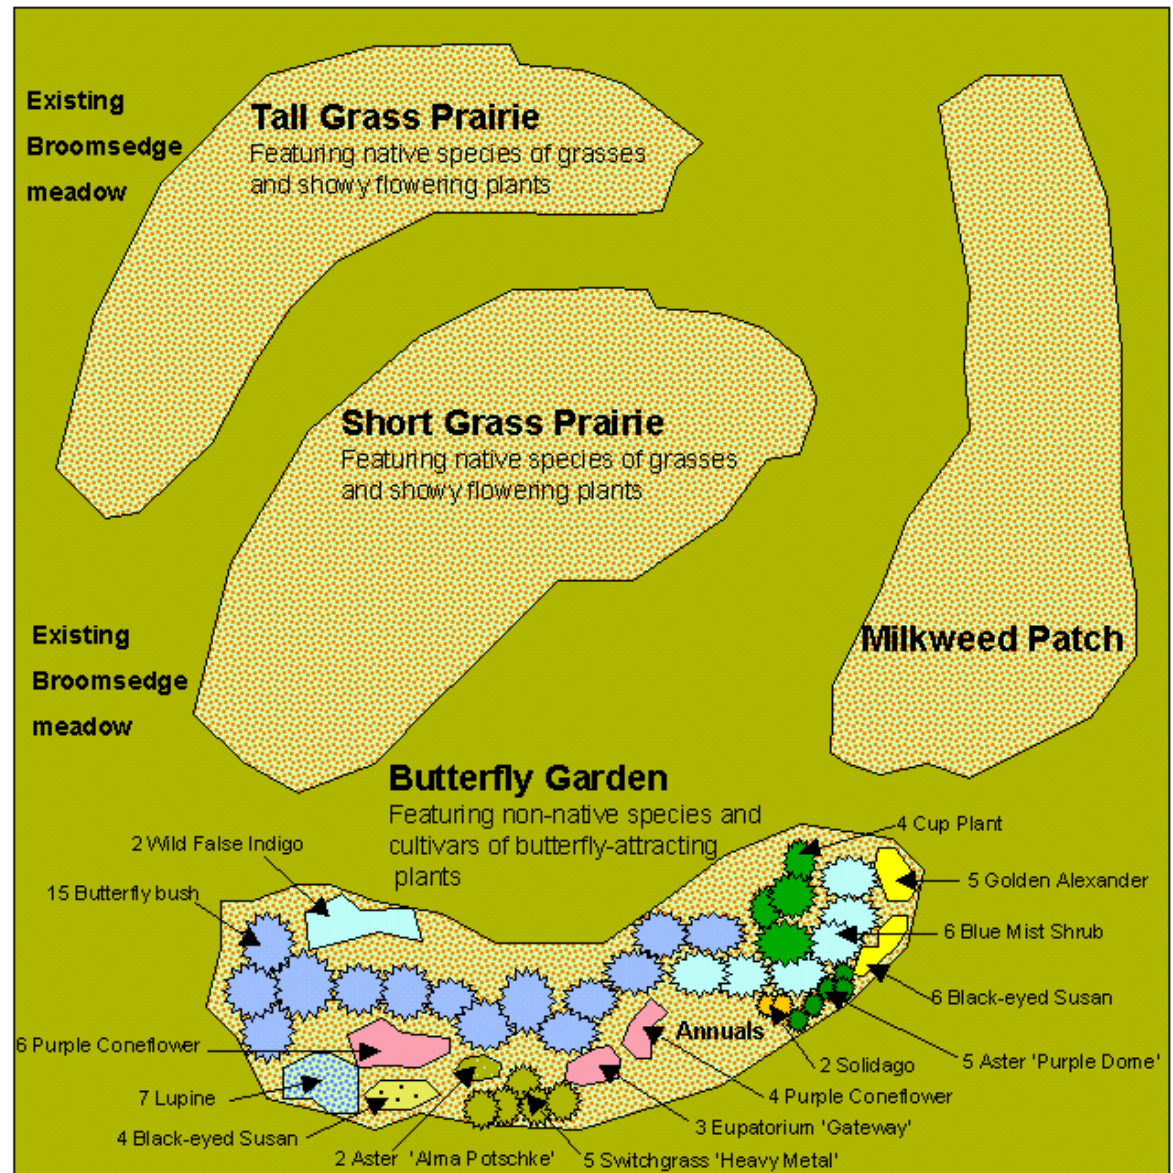 Existing
Broomsedge
meadow
Tall Grass Prairie
Featuring native species of grasses
and showy flowering plants
Short Grass Prairie
Featuring native species of grasses
and showy flowering plants
Existing
Broomsedge
meadow
Milkweed Patch
Butterfly Garden
Featuring non-native species and
cultivars of butterfly-attracting
plants
2 Wild False Indigo
15 Butterfly bush
4 Cup Plant
5 Golden Alexander
6 Blue Mist Shrub
6 Black-eyed Susan
Annuals
6 Purple Coneflower
2 Solidago
5 Aster 'Purple Dome'
7 Lupine
4 Purple Coneflower
4 Black-eyed Susan
3 Eupatorium 'Gateway'
2 Aster 'Alma Potschke'
5 Switchgrass 'Heavy Metal'